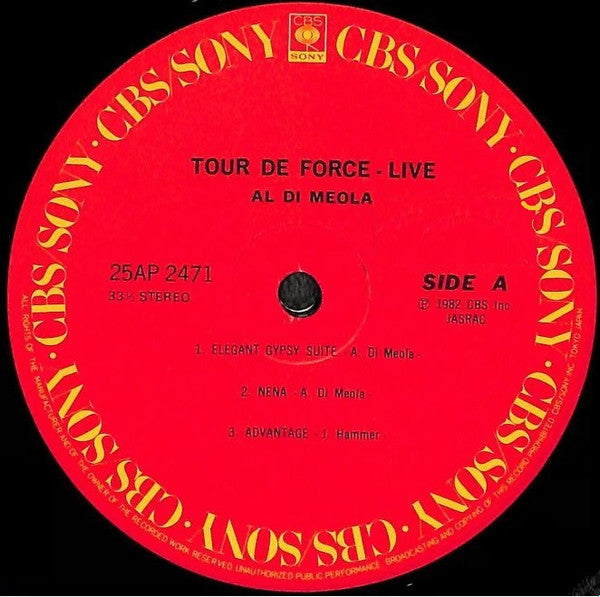 CBS
SONY
CBS/SONY · CBS/SONY · CBS/SONY · CBS/SONY · CBS/SONY · CBS/SONY · CBS/SONY
TOUR DE FORCE - LIVE
AL DI MEOLA
25AP 2471
33⅓ STEREO
SIDE A
Ⓟ 1982 CBS Inc.
JASRAC
1. ELEGANT GYPSY SUITE - A. Di Meola -
2. NENA - A. Di Meola -
3. ADVANTAGE - J. Hammer -
ALL RIGHTS OF THE MANUFACTURER AND OF THE OWNER OF THE RECORDED WORK RESERVED UNAUTHORIZED PUBLIC PERFORMANCE BROADCASTING AND COPYING OF THIS RECORD PROHIBITED CBS/SONY INC. TOKYO JAPAN